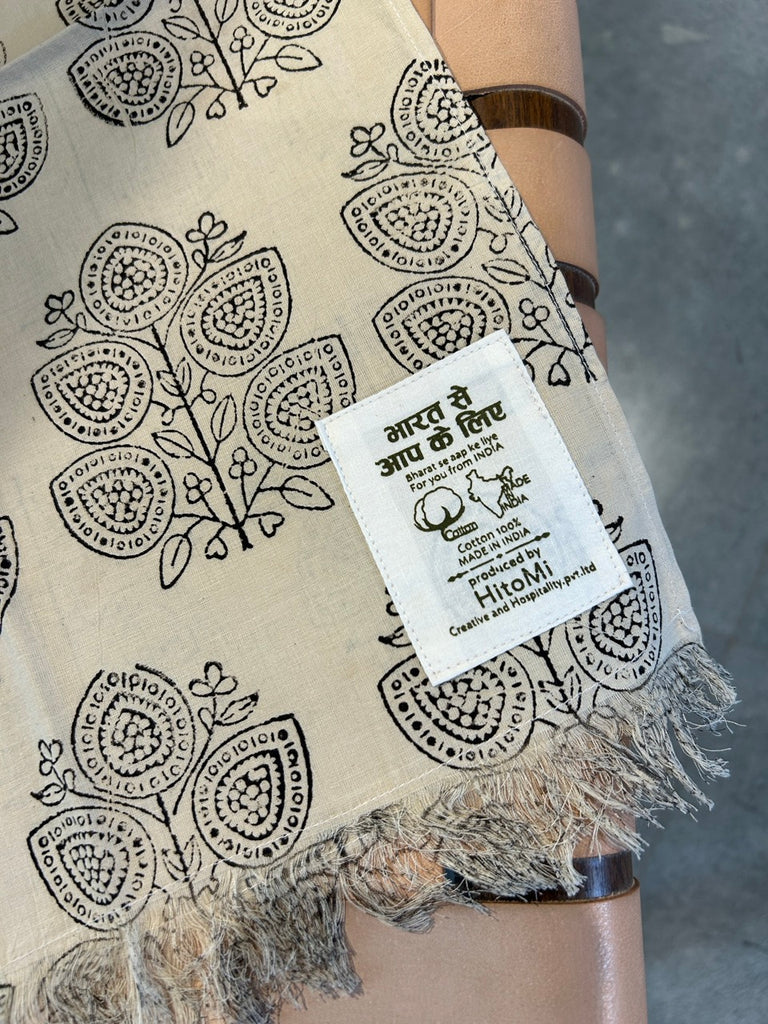 भारत से
आप के लिए
Bharat se aap ke liye
For you from INDIA
MADE
IN
INDIA
Cotton
Cotton 100%
MADE IN INDIA
produced by
HitoMi
Creative and Hospitality.pvt.ltd